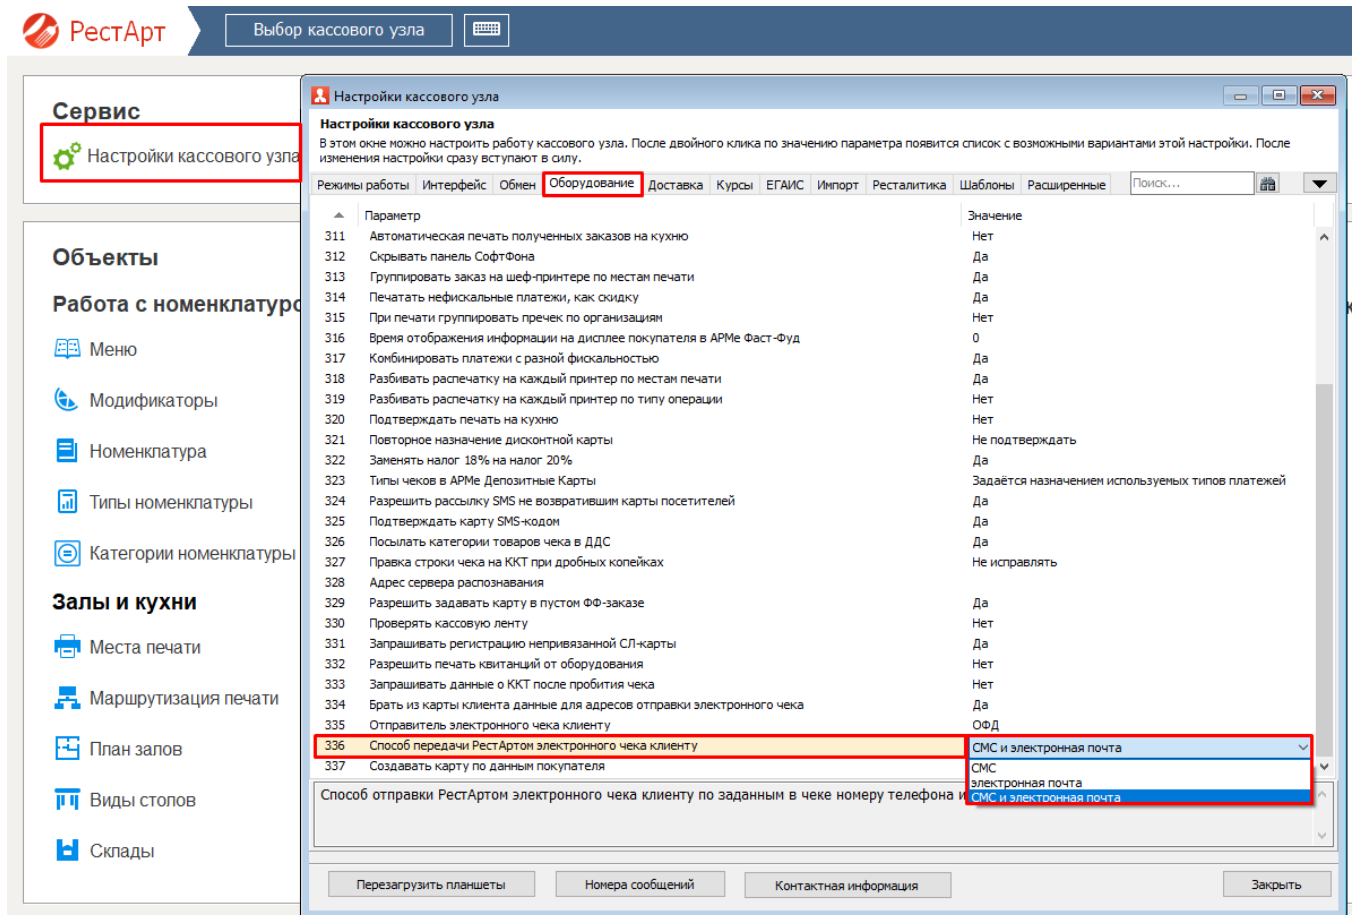 РестАрт
Выбор кассового узла
Сервис
Настройки кассового узла
Объекты
Работа с номенклатуро
Меню
Модификаторы
Номенклатура
Типы номенклатуры
Категории номенклатуры
Залы и кухни
Места печати
Маршрутизация печати
План залов
Виды столов
Склады
Настройки кассового узла
Настройки кассового узла
В этом окне можно настроить работу кассового узла. После двойного клика по значению параметра появится список с возможными вариантами этой настройки. После
изменения настройки сразу вступают в силу.
Режимы работы Интерфейс Обмен Оборудование Доставка Курсы ЕГАИС Импорт Ресталитика Шаблоны Расширенные Поиск...
Параметр Значение
311 Автоматическая печать полученных заказов на кухню Нет
312 Скрывать панель СофтФона Да
313 Группировать заказ на шеф-принтере по местам печати Да
314 Печатать нефискальные платежи, как скидку Да
315 При печати группировать пречек по организациям Нет
316 Время отображения информации на дисплее покупателя в АРМе Фаст-Фуд 0
317 Комбинировать платежи с разной фискальностью Да
318 Разбивать распечатку на каждый принтер по местам печати Да
319 Разбивать распечатку на каждый принтер по типу операции Нет
320 Подтверждать печать на кухню Нет
321 Повторное назначение дисконтной карты Не подтверждать
322 Заменять налог 18% на налог 20% Да
323 Типы чеков в АРМе Депозитные Карты Задаётся назначением используемых типов платежей
324 Разрешить рассылку SMS не возвратившим карты посетителей Да
325 Подтверждать карту SMS-кодом Да
326 Посылать категории товаров чека в ДДС Да
327 Правка строки чека на ККТ при дробных копейках Не исправлять
328 Адрес сервера распознавания
329 Разрешить задавать карту в пустом ФФ-заказе Да
330 Проверять кассовую ленту Нет
331 Запрашивать регистрацию непривязанной СЛ-карты Да
332 Разрешить печать квитанций от оборудования Нет
333 Запрашивать данные о ККТ после пробития чека Нет
334 Брать из карты клиента данные для адресов отправки электронного чека Да
335 Отправитель электронного чека клиенту ОФД
336 Способ передачи РестАртом электронного чека клиенту СМС и электронная почта
337 Создавать карту по данным покупателя
СМС
электронная почта
СМС и электронная почта
Способ отправки РестАртом электронного чека клиенту по заданным в чеке номеру телефона и
Перезагрузить планшеты Номера сообщений Контактная информация Закрыть